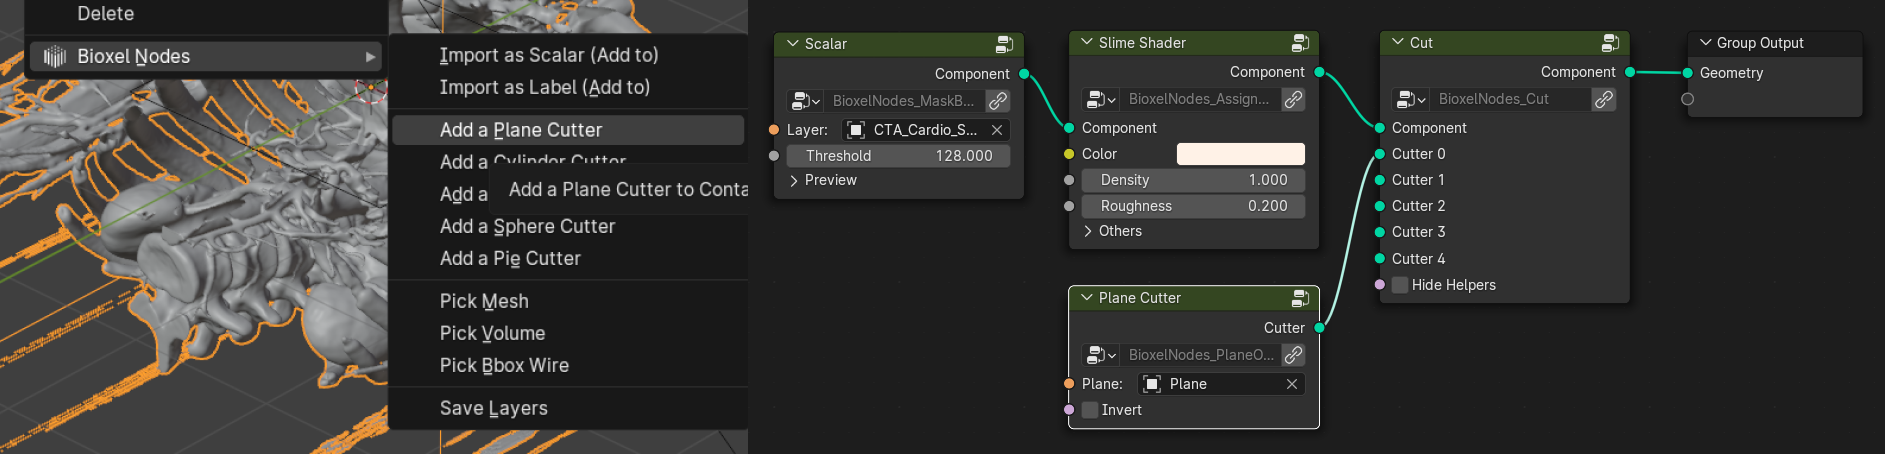 Delete
Bioxel Nodes
Import as Scalar (Add to)
Import as Label (Add to)
Add a Plane Cutter
Add a Cylinder Cutter
Add a
Add a Plane Cutter to Conta
Add a Sphere Cutter
Add a Pie Cutter
Pick Mesh
Pick Volume
Pick Bbox Wire
Save Layers
Scalar
Component
BioxelNodes_MaskB...
Layer:
CTA_Cardio_S...
Threshold 128.000
Preview
Slime Shader
Component
BioxelNodes_Assign...
Component
Color
Density 1.000
Roughness 0.200
Others
Plane Cutter
Cutter
BioxelNodes_PlaneO...
Plane:
Plane
Invert
Cut
Component
BioxelNodes_Cut
Component
Cutter 0
Cutter 1
Cutter 2
Cutter 3
Cutter 4
Hide Helpers
Group Output
Geometry